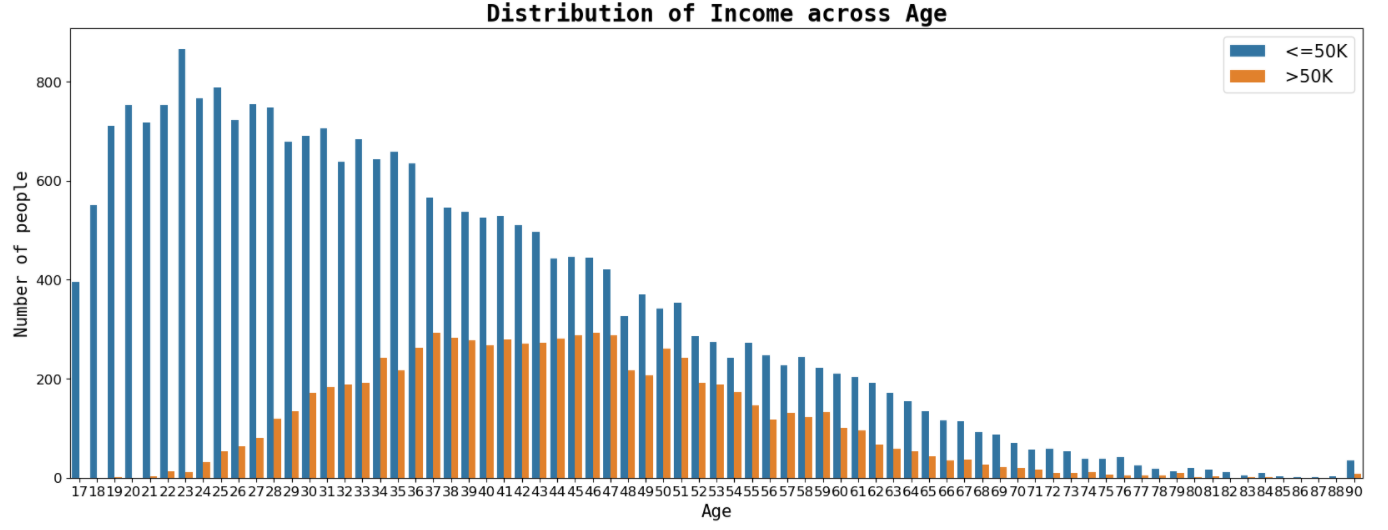 Distribution of Income across Age
<=50K
>50K
Number of people
800
600
400
200
0
17 18 19 20 21 22 23 24 25 26 27 28 29 30 31 32 33 34 35 36 37 38 39 40 41 42 43 44 45 46 47 48 49 50 51 52 53 54 55 56 57 58 59 60 61 62 63 64 65 66 67 68 69 70 71 72 73 74 75 76 77 78 79 80 81 82 83 84 85 86 87 88 90
Age